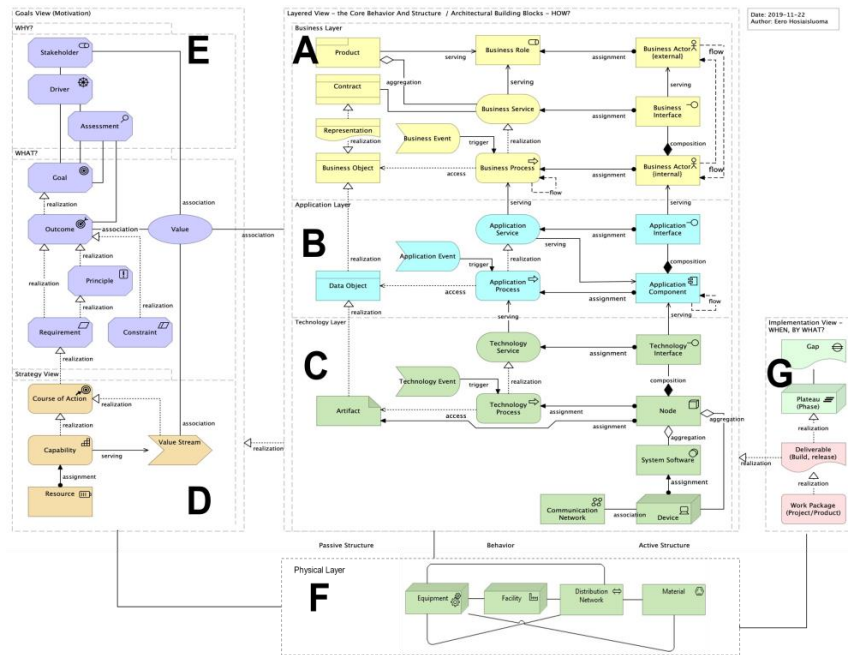 Goals View (Motivation)
WHY?
E
Stakeholder
Driver
Assessment
WHAT?
Goal
realization
association
Outcome
association
Value
realization
realization
realization
Principle
Requirement
Constraint
realization
Strategy View
Course of Action
realization
realization
association
Capability
serving
Value Stream
assignment
Resource
D
association
Layered View - the Core Behavior And Structure / Architectural Building Blocks - HOW?
Business Layer
A
Product
serving
Business Role
assignment
Business Actor
(external)
flow
aggregation
serving
serving
Contract
Business Service
assignment
Business
Interface
realization
Representation
realization
Business Event
trigger
realization
composition
Business Object
access
Business Process
assignment
Business Actor
(internal)
flow
serving
serving
Application Layer
B
Application
Service
assignment
Application
Interface
realization
serving
realization
composition
Application Event
trigger
Data Object
access
Application
Process
assignment
Application
Component
flow
realization
serving
serving
Technology Layer
C
Technology
Service
assignment
Technology
Interface
realization
composition
Technology Event
trigger
Artifact
access
Technology
Process
assignment
assignment
Node
aggregation
aggregation
System Software
assignment
Communication
Network
association
Device
realization
Passive Structure
Behavior
Active Structure
Date: 2019-11-22
Author: Eero Hosiaisluoma
Implementation View -
WHEN, BY WHAT?
Gap
G
Plateau
(Phase)
realization
Deliverable
(Build, release)
realization
realization
Work Package
(Project/Product)
Physical Layer
F
Equipment
Facility
Distribution
Network
Material